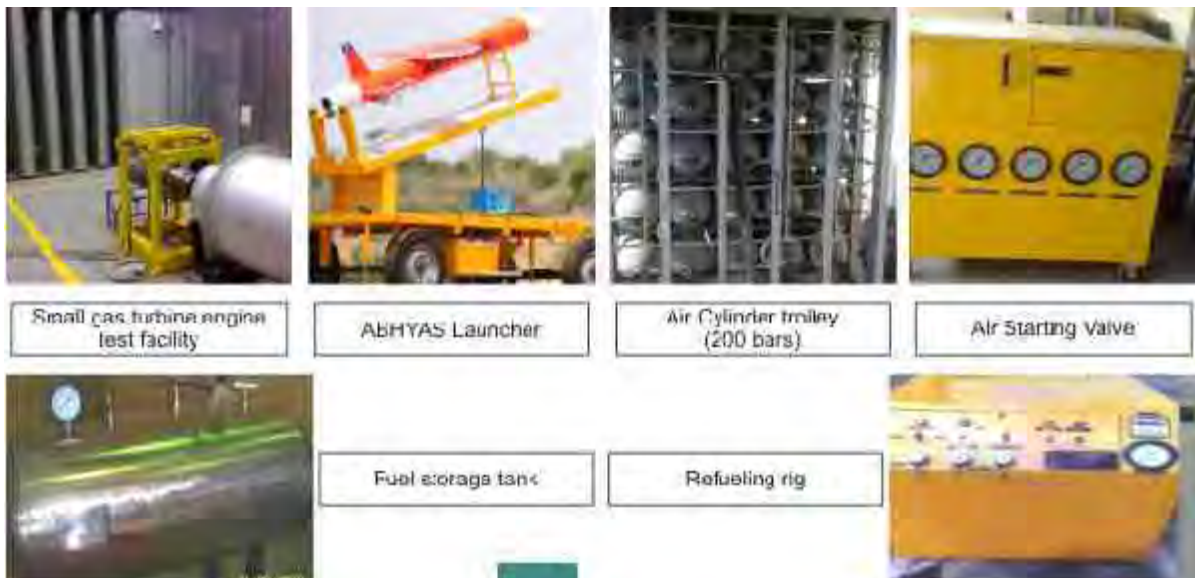 Small gas turbine engine
test facility
ABHYAS Launcher
Air Cylinder trolley
(200 bars)
Air Starting Valve
Fuel storage tank
Refueling rig